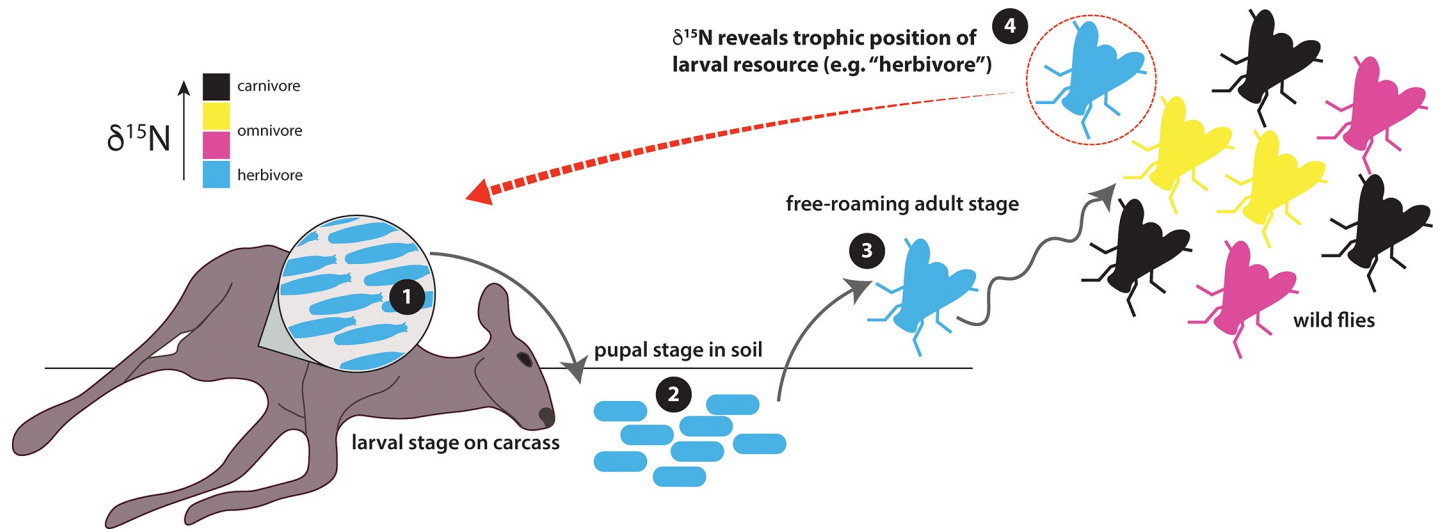 4
δ¹⁵N reveals trophic position of
larval resource (e.g. “herbivore”)
δ¹⁵N
carnivore
omnivore
herbivore
free-roaming adult stage
3
1
wild flies
pupal stage in soil
2
larval stage on carcass